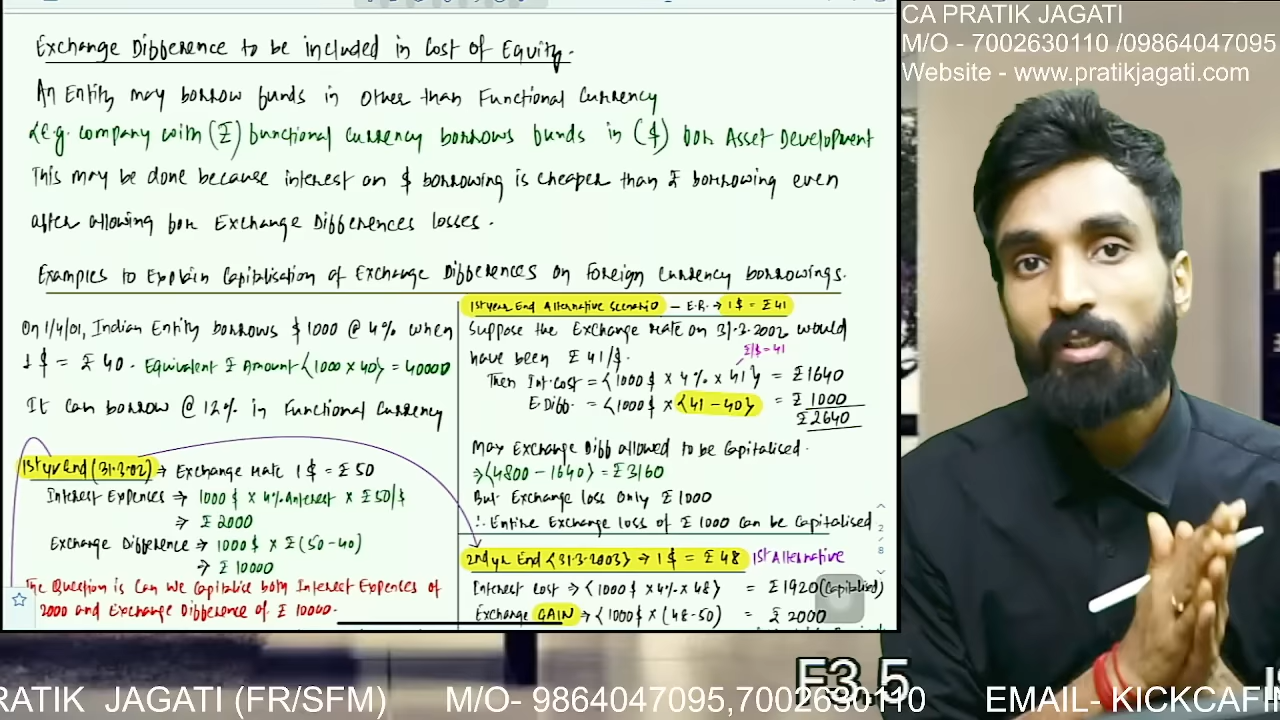 Exchange Difference to be included in Cost of Equity.
An Entity may borrow funds in Other than Functional Currency
(E.g. company with (₹) functional currency borrows funds in ($) for Asset Development
This may be done because interest on $ borrowing is cheaper than ₹ borrowing even
after allowing for Exchange Differences losses.
Examples to Explain Capitalisation of Exchange Differences on Foreign Currency borrowings.
On 1/4/01, Indian Entity borrows $1000 @ 4% when
1 $ = ₹ 40. Equivalent ₹ Amount (1000 x 40) = 40000
It can borrow @ 12% in Functional Currency
1st yr end (31.3.02) → Exchange rate 1 $ = ₹ 50
Interest Expences → 1000 $ x 4% interest x ₹50/$
⇒ ₹ 2000
Exchange Difference → 1000 $ x ₹ (50-40)
⇒ ₹ 10000
The Question is Can We Capitalise both Interest Expences of
2000 and Exchange Difference of ₹ 10000.
1st year End Alternative Scenario – E.R. → 1 $ = ₹ 41
Suppose the Exchange Rate on 31.3.2002 would
have been ₹ 41/$.
₹/$ = 41
Then Int. cost = {1000 $ x 4% x 41} = ₹ 1640
E. Diff. = {1000 $ x {41 - 40} = ₹ 1000
₹ 2640
Max Exchange Diff allowed to be Capitalised.
⇒ (4800 - 1640) = ₹ 3160
But Exchange loss only ₹ 1000
∴ Entire Exchange loss of ₹ 1000 can be Capitalised
2nd yr End {31.3.2003} → 1 $ = ₹ 48 1st Alternative
Interest cost → {1000 $ x 4% x 48} = ₹ 1920 (Capitalised)
Exchange GAIN → {1000 $ x (48-50) = ₹ 2000
2
8
CA PRATIK JAGATI
M/O - 7002630110 /09864047095
Website - www.pratikjagati.com
F3.5
RATIK JAGATI (FR/SFM) M/O- 9864047095,7002630110 EMAIL- KICKCAFI